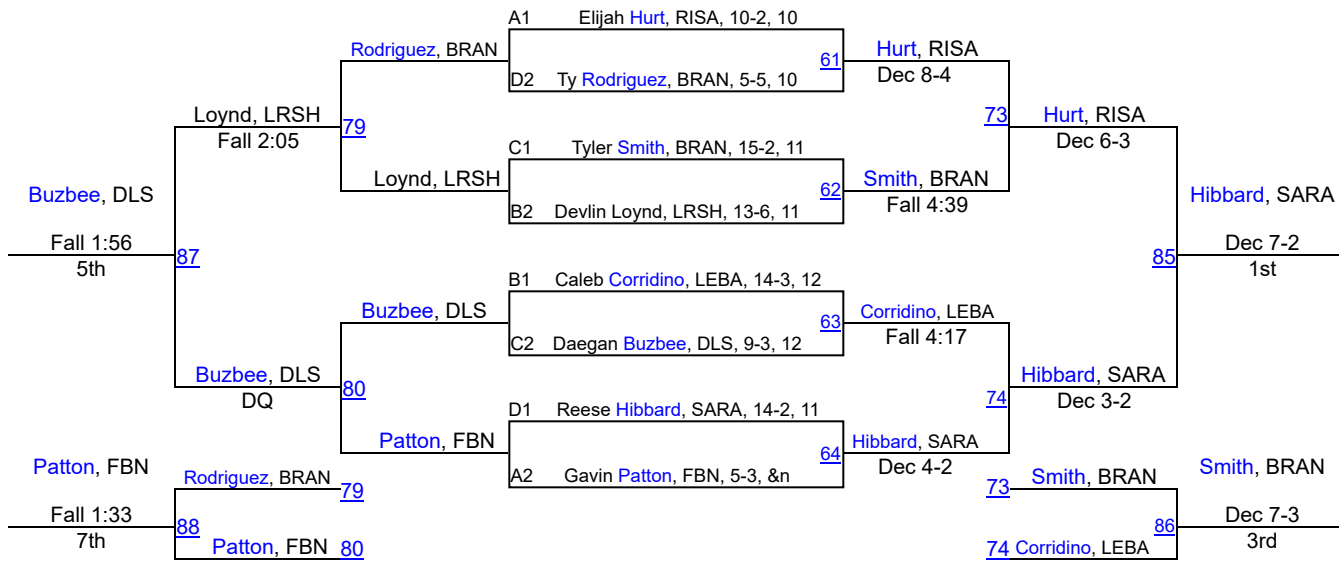 A1 Elijah Hurt, RISA, 10-2, 10
Rodriguez, BRAN
61
Hurt, RISA
Dec 8-4
D2 Ty Rodriguez, BRAN, 5-5, 10
Loynd, LRSH
Fall 2:05
79
73
Hurt, RISA
Dec 6-3
C1 Tyler Smith, BRAN, 15-2, 11
Loynd, LRSH
62
Smith, BRAN
Fall 4:39
B2 Devlin Loynd, LRSH, 13-6, 11
Buzbee, DLS
Fall 1:56
5th
87
Hibbard, SARA
Dec 7-2
1st
85
B1 Caleb Corridino, LEBA, 14-3, 12
Buzbee, DLS
63
Corridino, LEBA
Fall 4:17
C2 Daegan Buzbee, DLS, 9-3, 12
Buzbee, DLS
DQ
80
74
Hibbard, SARA
Dec 3-2
D1 Reese Hibbard, SARA, 14-2, 11
Patton, FBN
64
Hibbard, SARA
Dec 4-2
A2 Gavin Patton, FBN, 5-3, &n
Patton, FBN
Fall 1:33
7th
Rodriguez, BRAN 79
88
Patton, FBN 80
73 Smith, BRAN
86
74 Corridino, LEBA
Smith, BRAN
Dec 7-3
3rd